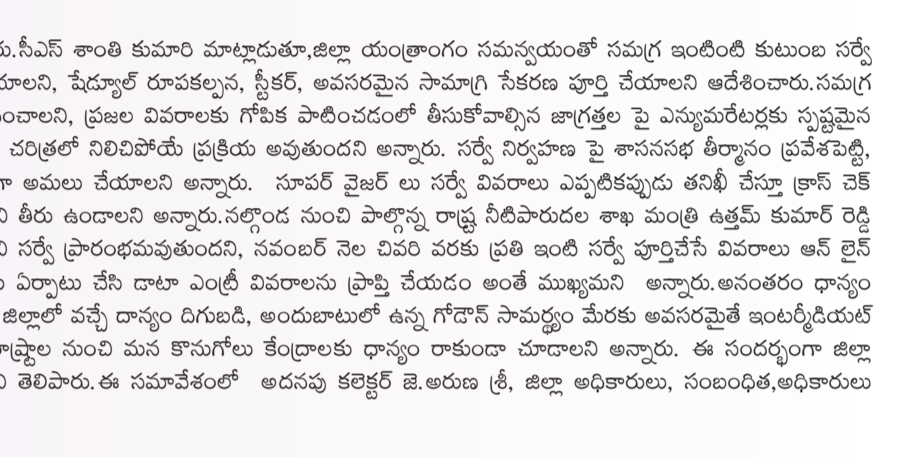 రు.సీఎస్ శాంతి కుమారి మాట్లాడుతూ,జిల్లా యంత్రాంగం సమన్వయంతో సమగ్ర ఇంటింటి కుటుంబ సర్వే
యాలని, షేడ్యూల్ రూపకల్పన, స్టీకర్, అవసరమైన సామాగ్రి సేకరణ పూర్తి చేయాలని ఆదేశించారు.సమగ్ర
ంచాలని, ప్రజల వివరాలకు గోపిక పాటించడంలో తీసుకోవాల్సిన జాగ్రత్తల పై ఎన్యుమరేటర్లకు స్పష్టమైన
చరిత్రలో నిలిచిపోయే ప్రక్రియ అవుతుందని అన్నారు. సర్వే నిర్వహణ పై శాసనసభ తీర్మానం ప్రవేశపెట్టి,
గా అమలు చేయాలని అన్నారు. సూపర్ వైజర్ లు సర్వే వివరాలు ఎప్పటికప్పుడు తనిఖీ చేస్తూ క్రాస్ చెక్
తీరు ఉండాలని అన్నారు.నల్గొండ నుంచి పాల్గొన్న రాష్ట్ర నీటిపారుదల శాఖ మంత్రి ఉత్తమ్ కుమార్ రెడ్డి
సర్వే ప్రారంభమవుతుందని, నవంబర్ నెల చివరి వరకు ప్రతి ఇంటి సర్వే పూర్తిచేసే వివరాలు ఆన్ లైన్
ఏర్పాటు చేసి డాటా ఎంట్రీ వివరాలను ప్రాప్తి చేయడం అంతే ముఖ్యమని అన్నారు.అనంతరం ధాన్యం
జిల్లాలో వచ్చే దాన్యం దిగుబడి, అందుబాటులో ఉన్న గోడౌన్ సామర్థ్యం మేరకు అవసరమైతే ఇంటర్మీడియట్
రాష్ట్రాల నుంచి మన కొనుగోలు కేంద్రాలకు ధాన్యం రాకుండా చూడాలని అన్నారు. ఈ సందర్భంగా జిల్లా
తెలిపారు.ఈ సమావేశంలో అదనపు కలెక్టర్ జె.అరుణ శ్రీ, జిల్లా అధికారులు, సంబంధిత,అధికారులు